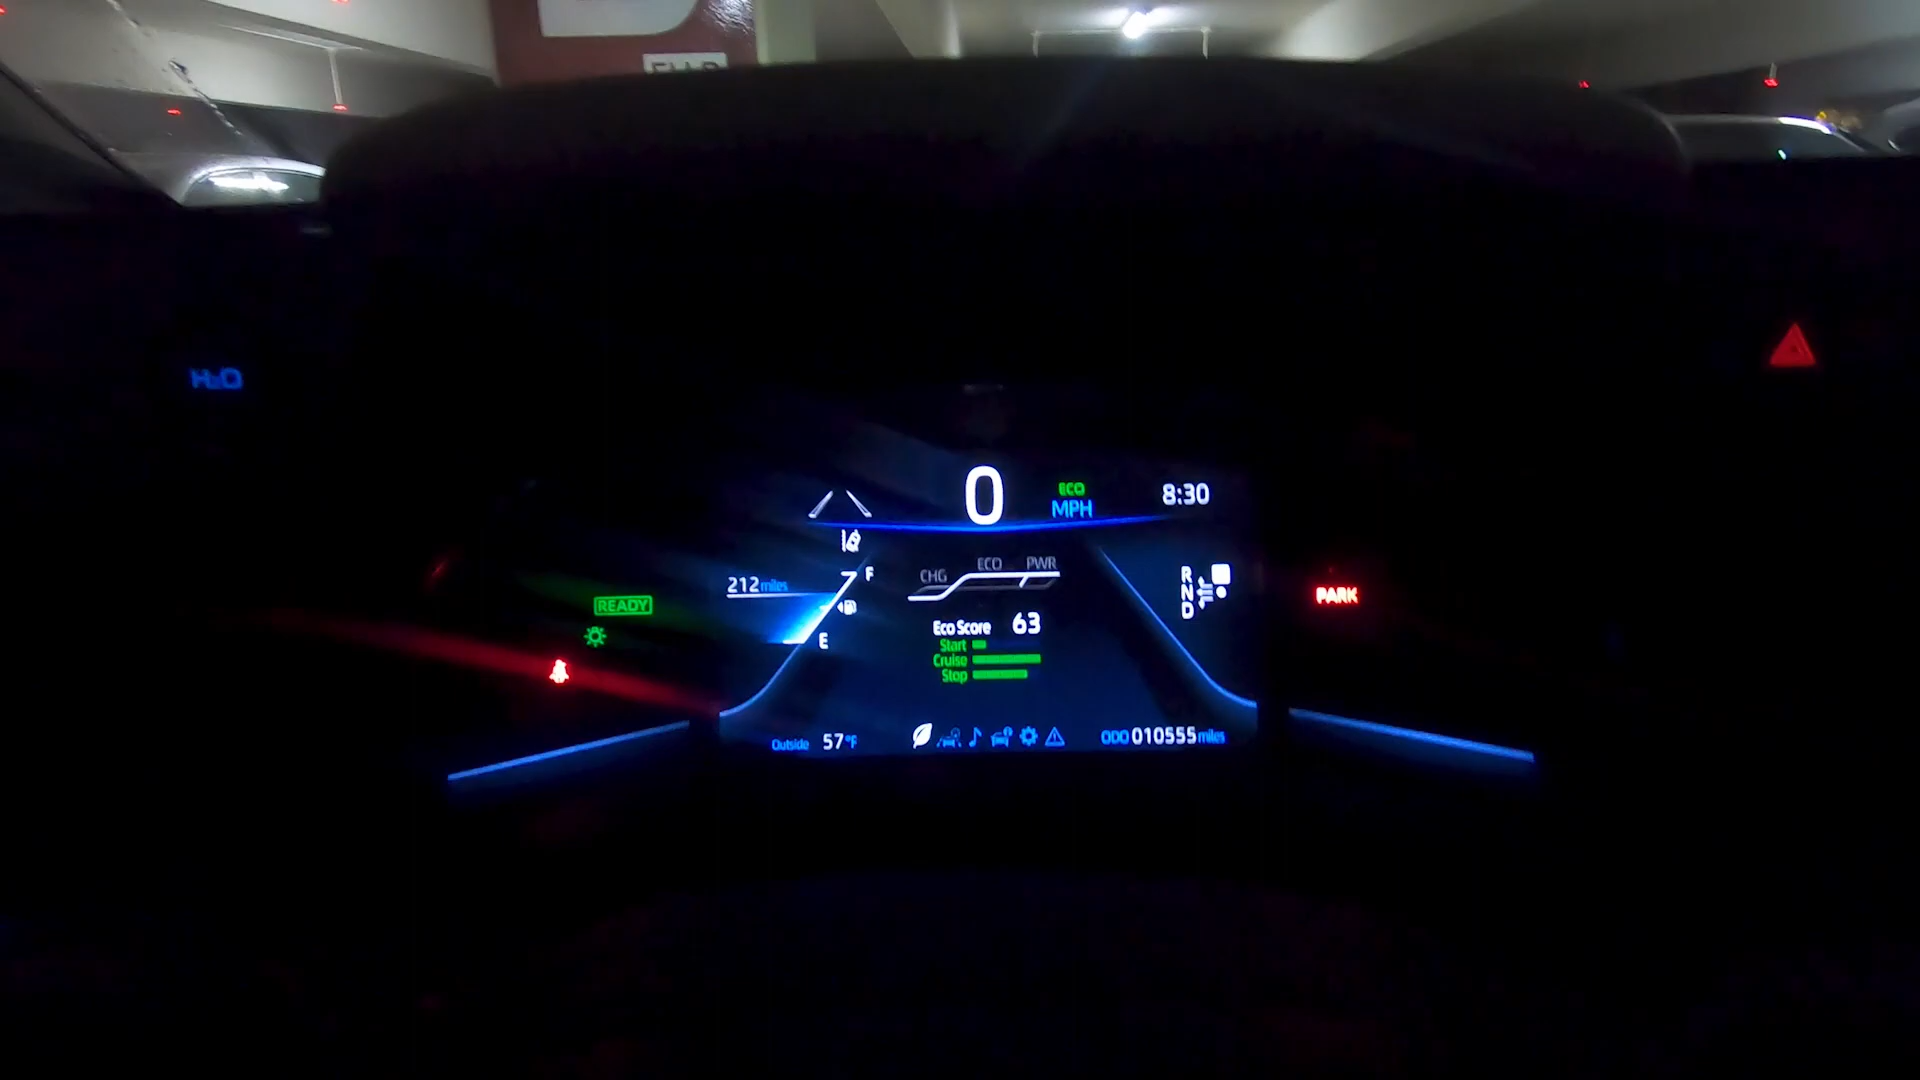 H2O
0
ECO
MPH
8:30
212 miles
F
E
CHG
ECO
PWR
Eco Score 63
Start
Cruise
Stop
R
N
D
READY
PARK
Outside 57°F
ODO 010555 miles